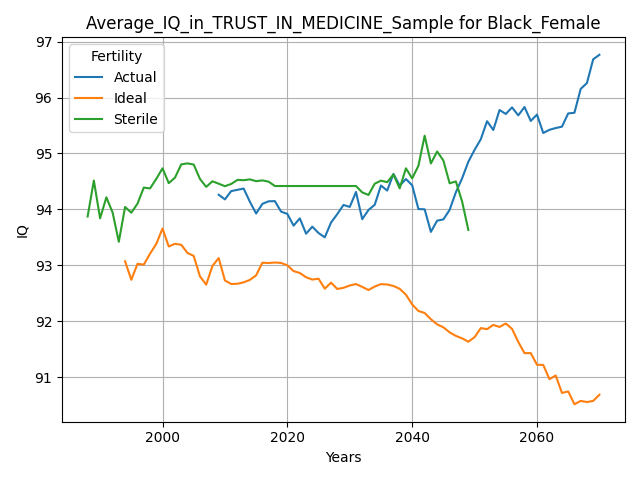 Average_IQ_in_TRUST_IN_MEDICINE_Sample for Black_Female
97
96
95
94
93
92
91
IQ
Fertility
Actual
Ideal
Sterile
2000 2020 2040 2060
Years